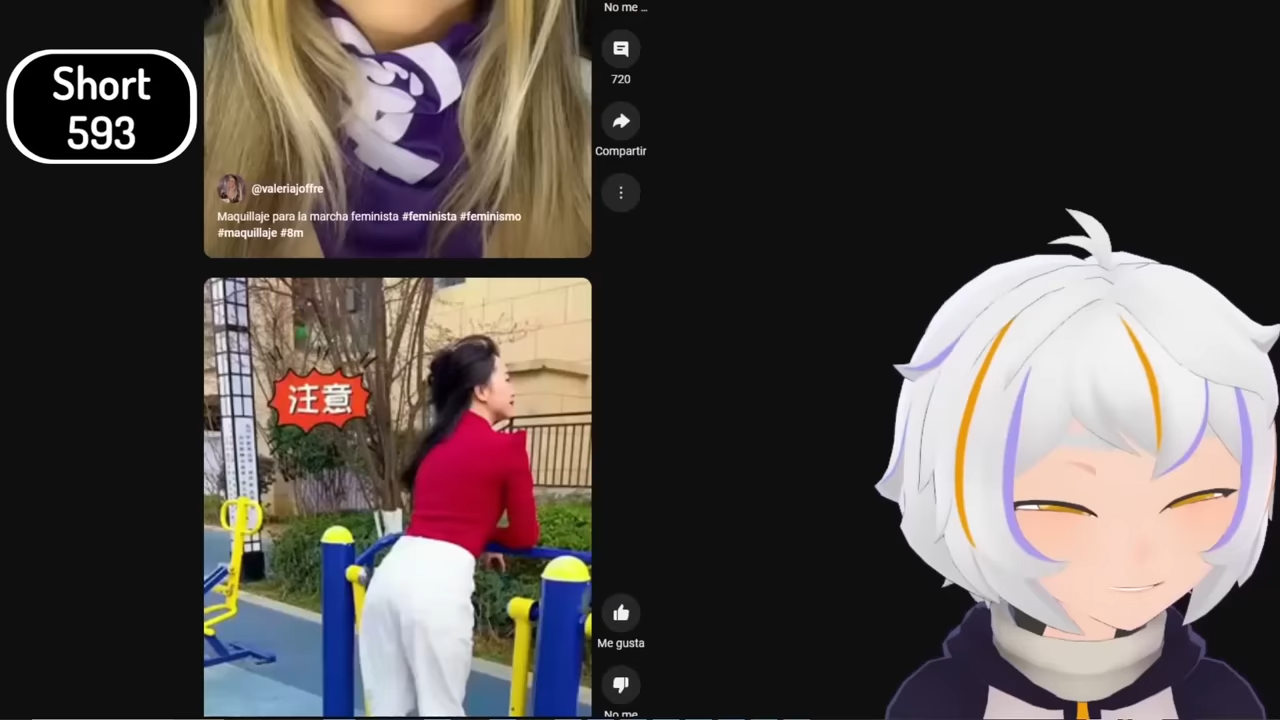 No me ...
Short
593
720
Compartir
@valeriajoffre
Maquillaje para la marcha feminista #feminista #feminismo
#maquillaje #8m
注意
Me gusta
No me